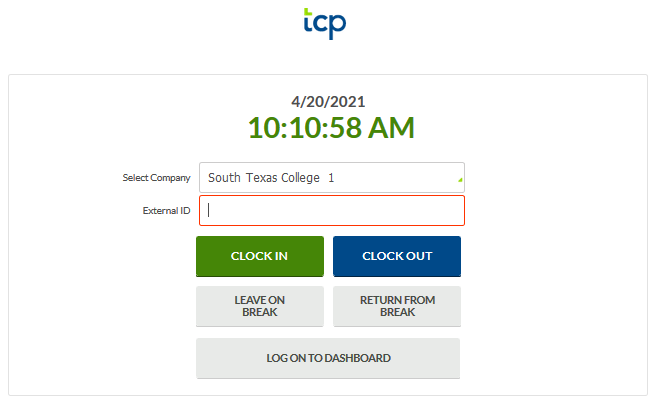 tcp
4/20/2021
10:10:58 AM
Select Company
South Texas College 1
External ID
CLOCK IN
CLOCK OUT
LEAVE ON
BREAK
RETURN FROM
BREAK
LOG ON TO DASHBOARD